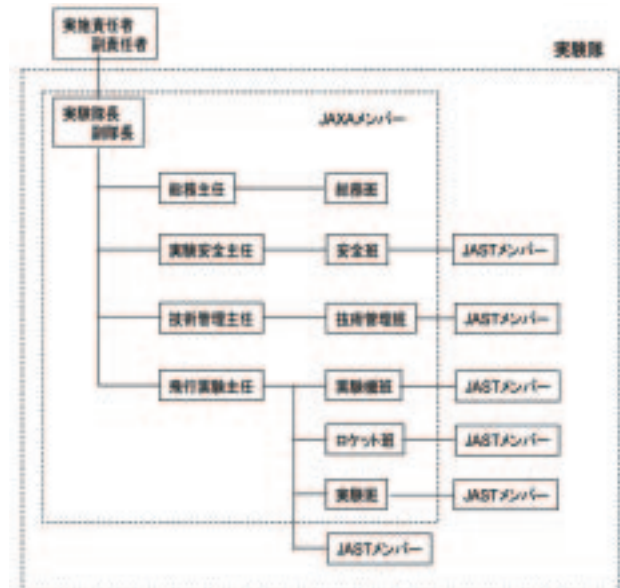 実施責任者
副責任者
実験隊
実験隊長
副隊長
JAXAメンバー
総務主任
総務班
実験安全主任
安全班
JASTメンバー
技術管理主任
技術管理班
JASTメンバー
飛行実験主任
実験機班
JASTメンバー
ロケット班
JASTメンバー
実験班
JASTメンバー
JASTメンバー